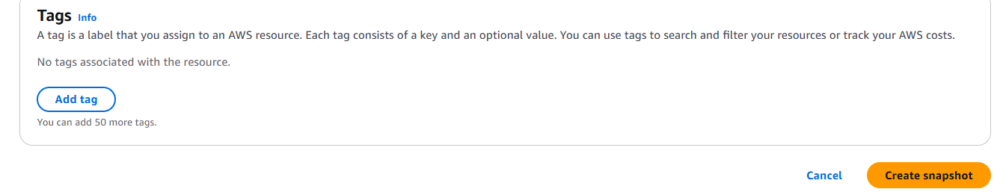 Tags Info
A tag is a label that you assign to an AWS resource. Each tag consists of a key and an optional value. You can use tags to search and filter your resources or track your AWS costs.
No tags associated with the resource.
Add tag
You can add 50 more tags.
Cancel Create snapshot